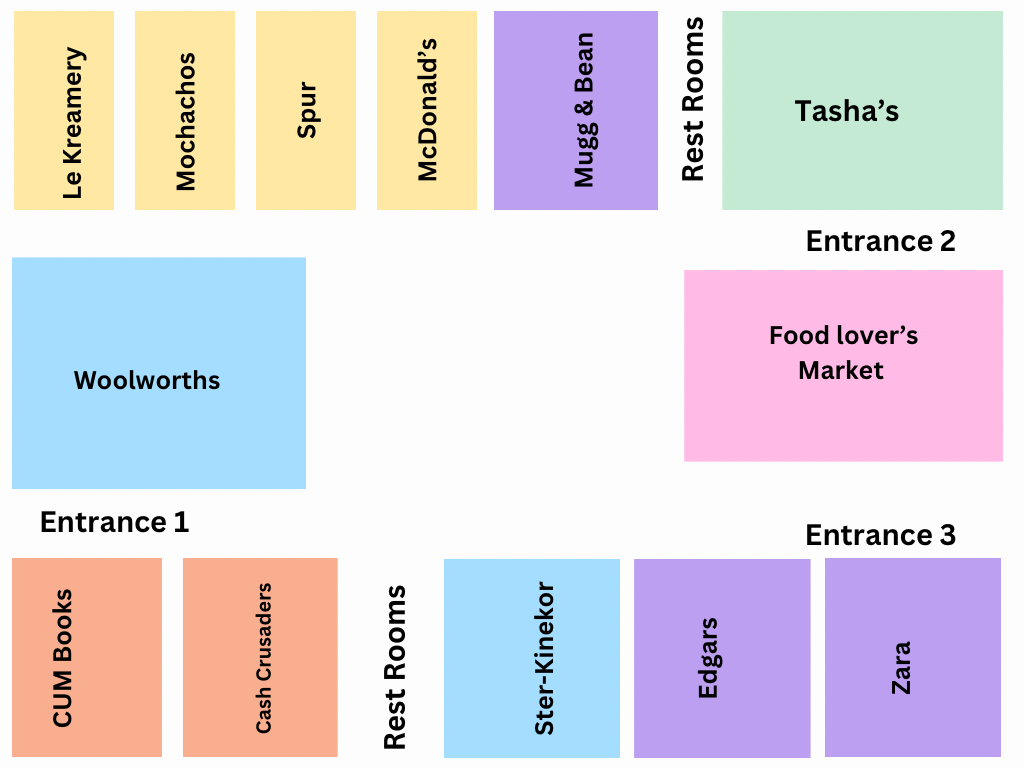 Le Kreamery
Mochachos
Spur
McDonald’s
Mugg & Bean
Rest Rooms
Tasha’s
Entrance 2
Woolworths
Food lover’s
Market
Entrance 1
Entrance 3
CUM Books
Cash Crusaders
Rest Rooms
Ster-Kinekor
Edgars
Zara